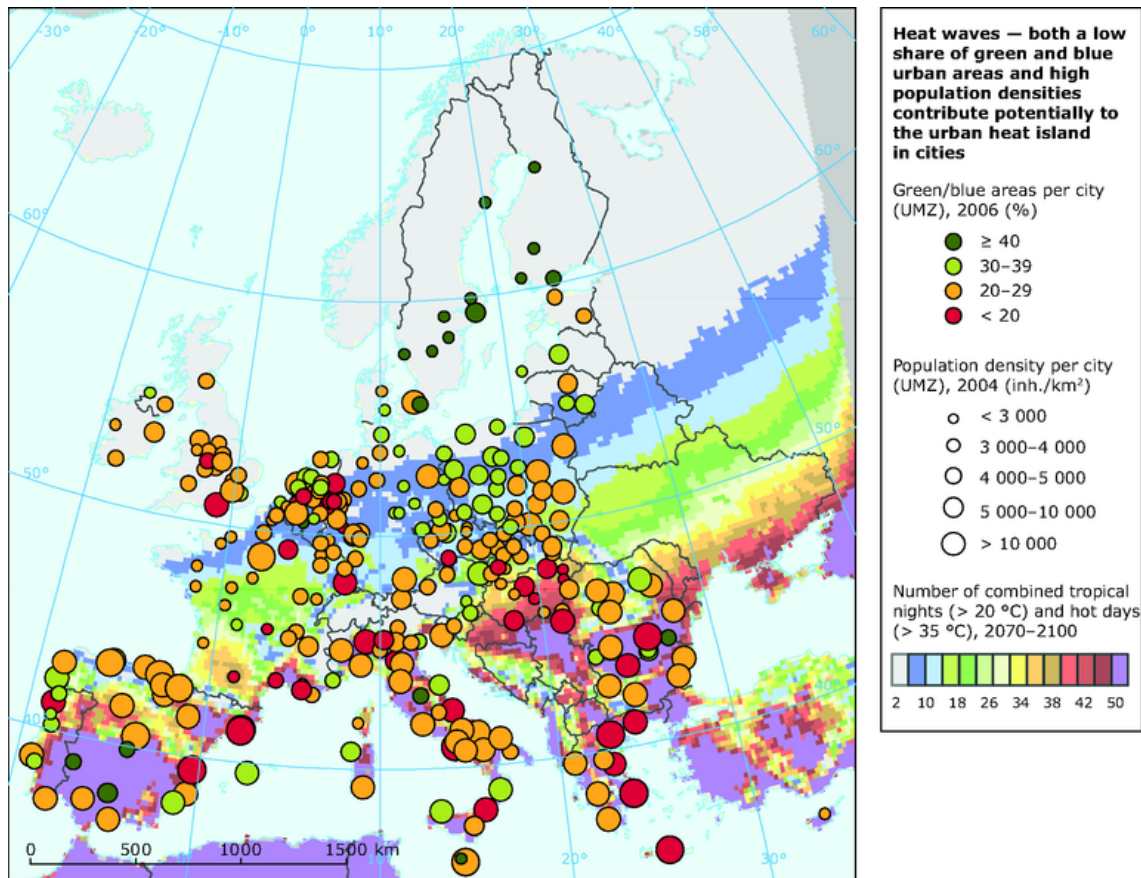 -30° -20° -10° 0° 10° 20° 30° 40° 50° 60°
60°
60°
50°
50°
40°
40°
0 500 1000 1500 km
20° 30°
Heat waves — both a low
share of green and blue
urban areas and high
population densities
contribute potentially to
the urban heat island
in cities
Green/blue areas per city
(UMZ), 2006 (%)
≥ 40
30–39
20–29
< 20
Population density per city
(UMZ), 2004 (inh./km²)
< 3 000
3 000–4 000
4 000–5 000
5 000–10 000
> 10 000
Number of combined tropical
nights (> 20 °C) and hot days
(> 35 °C), 2070–2100
2 10 18 26 34 38 42 50